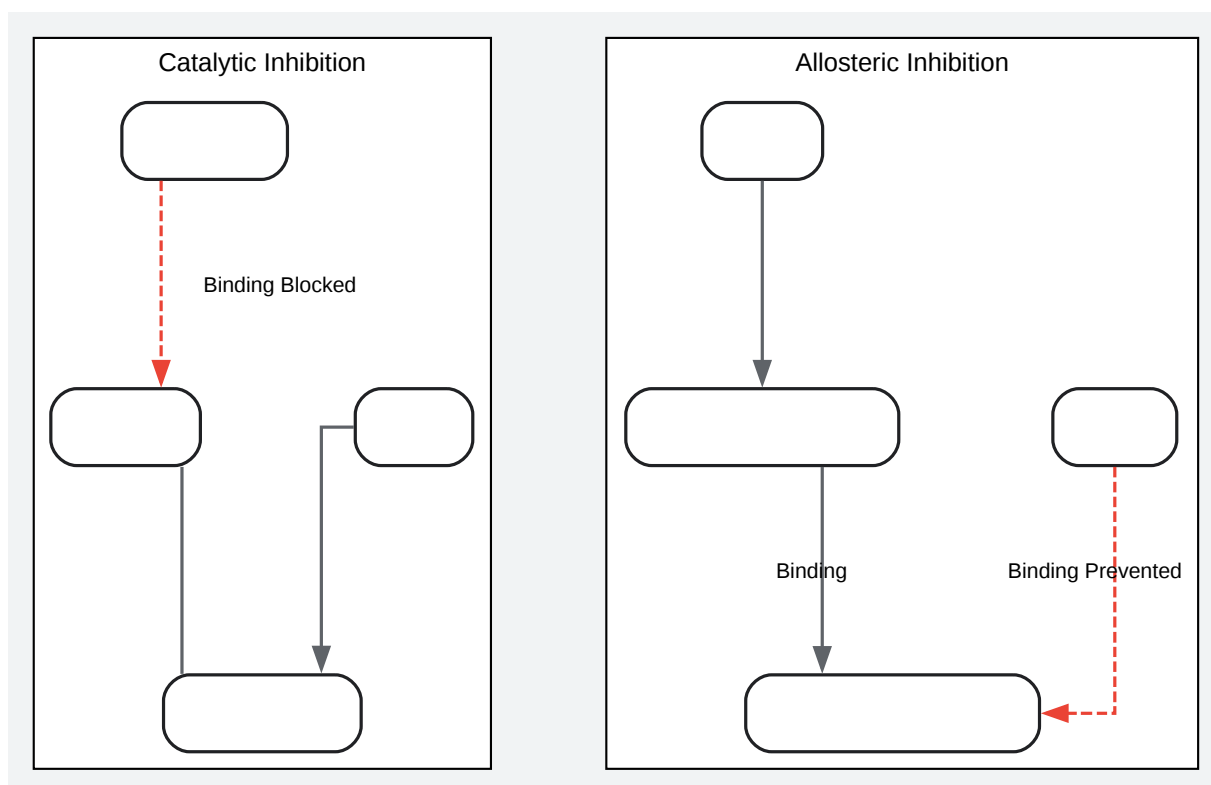 Catalytic Inhibition
Binding Blocked
Allosteric Inhibition
Binding
Binding Prevented